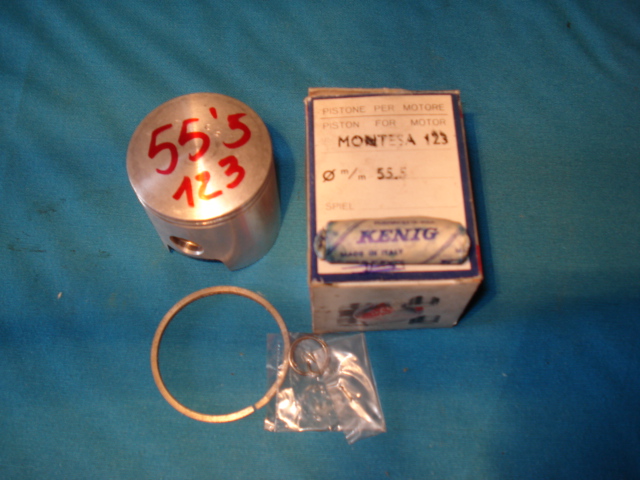 55'5
123
PISTONE PER MOTORE
PISTON FOR MOTOR
MONTESA 123
Ø m/m 55.5
SPIEL
KENIG
MADE IN ITALY